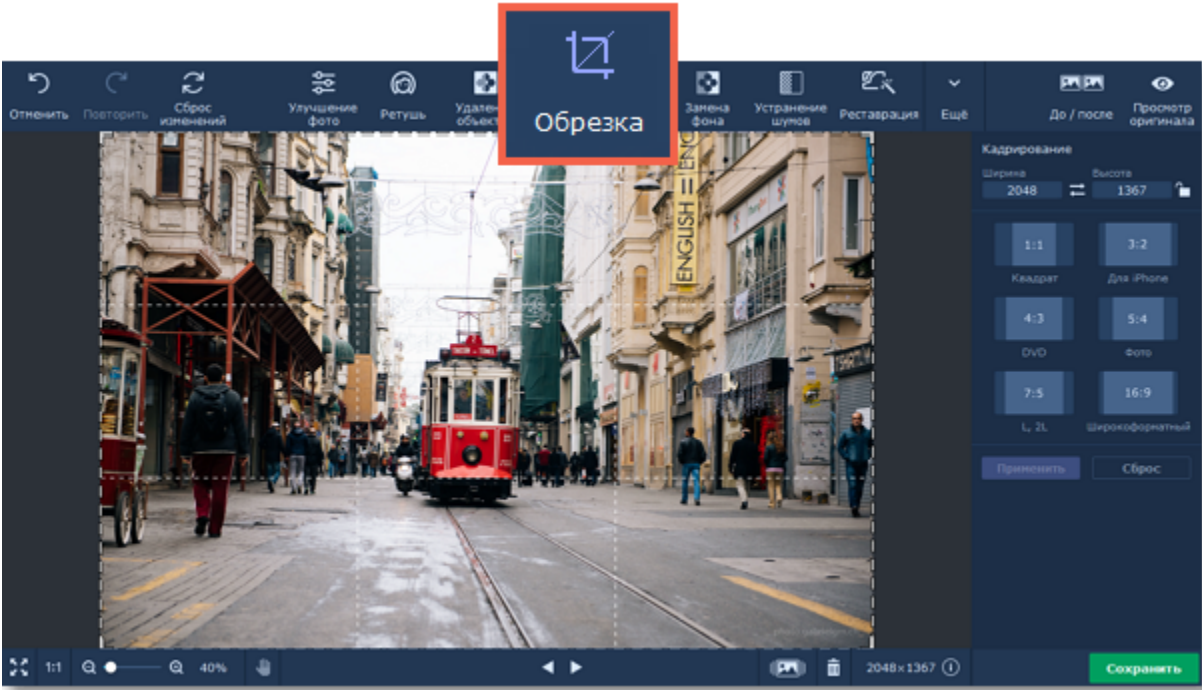 Обрезка
Отменить
Повторить
Сброс
изменений
Улучшение
фото
Ретушь
Замена
фона
Устранение
шумов
Реставрация
Ещё
До / после
Просмотр
оригинала
Кадрирование
Ширина
Высота
2048
1367
1:1
3:2
Квадрат
Для iPhone
4:3
5:4
DVD
Фото
7:5
16:9
L, 2L
Широкоформатный
Применить
Сброс
ENGLISH = ENG
1:1
40%
2048×1367
Сохранить